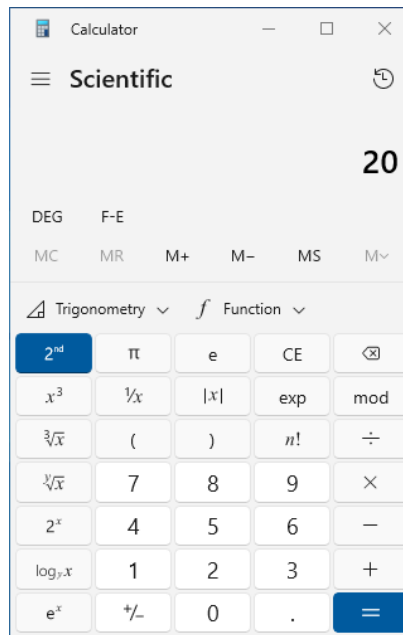 Calculator
Scientific
20
DEG F-E
MC MR M+ M− MS M˅
Trigonometry f Function
2ⁿᵈ π e CE
x³ ¹/x |x| exp mod
³√x ( ) n! ÷
ʸ√x 7 8 9 ×
2ˣ 4 5 6 −
logᵧx 1 2 3 +
eˣ +/− 0 . =